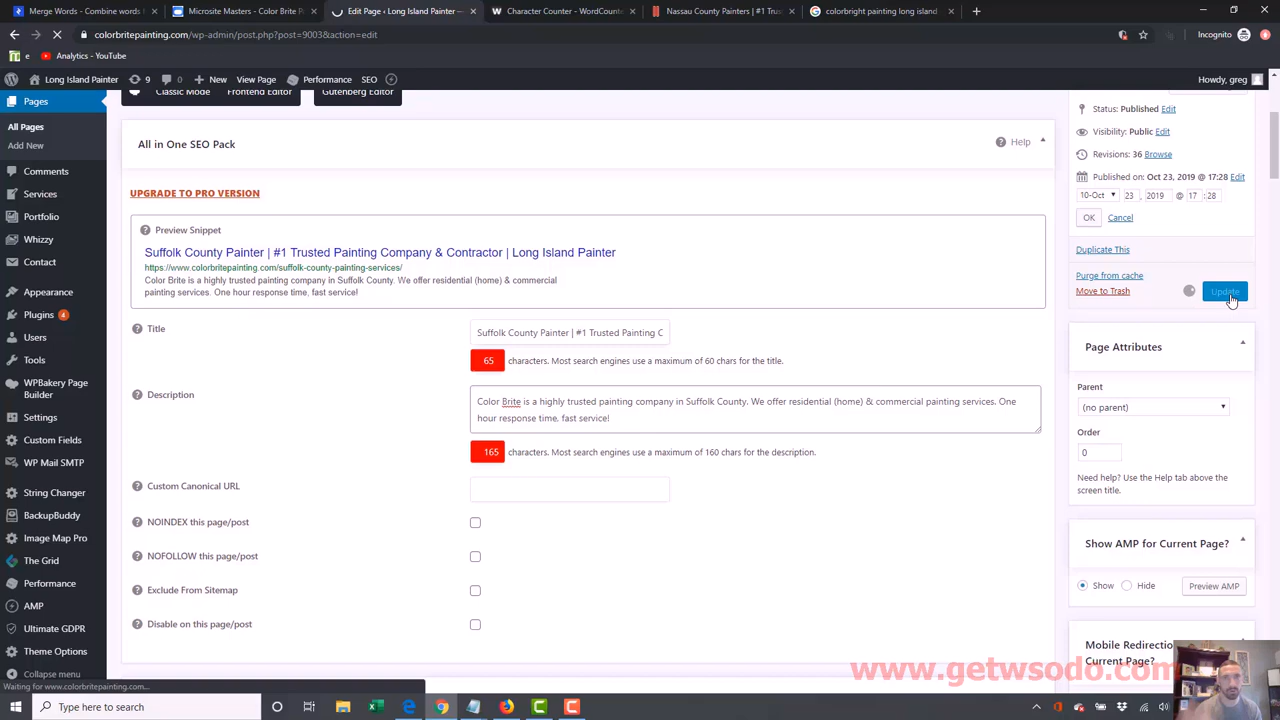 Merge Words
SEO Manager - Color Brite P
Edit Page ‹ Long Island Painter
Character Counter - WordCount
Nassau County Painters | #1 Trus
colorbright painting long island
colorbritepainting.com/wp-admin/post.php?post=9003&action=edit
Incognito
e
Analytics - YouTube
Long Island Painter
9
0
New
View Page
Performance
SEO
Howdy, greg
Pages
Classic Mode
Frontend Editor
Gutenberg Editor
All Pages
Add New
Comments
Services
Portfolio
Whizzy
Contact
Appearance
Plugins 4
Users
Tools
WPBakery Page
Builder
Settings
Custom Fields
WP Mail SMTP
String Changer
BackupBuddy
Image Map Pro
The Grid
Performance
AMP
Ultimate GDPR
Theme Options
Collapse menu
All in One SEO Pack
Help
UPGRADE TO PRO VERSION
Preview Snippet
Suffolk County Painter | #1 Trusted Painting Company & Contractor | Long Island Painter
https://www.colorbritepainting.com/suffolk-county-painting-services/
Color Brite is a highly trusted painting company in Suffolk County. We offer residential (home) & commercial
painting services. One hour response time, fast service!
Title
Suffolk County Painter | #1 Trusted Painting C
65 characters. Most search engines use a maximum of 60 chars for the title.
Description
Color Brite is a highly trusted painting company in Suffolk County. We offer residential (home) & commercial painting services. One
hour response time, fast service!
165 characters. Most search engines use a maximum of 160 chars for the description.
Custom Canonical URL
NOINDEX this page/post
NOFOLLOW this page/post
Exclude From Sitemap
Disable on this page/post
Status: Published Edit
Visibility: Public Edit
Revisions: 36 Browse
Published on: Oct 23, 2019 @ 17:28 Edit
10-Oct 23 , 2019 @ 17 : 28
OK Cancel
Duplicate This
Purge from cache
Move to Trash
Update
Page Attributes
Parent
(no parent)
Order
0
Need help? Use the Help tab above the
screen title.
Show AMP for Current Page?
Show Hide Preview AMP
Mobile Redirection
Current Page?
www.getwsodo.com
Waiting for www.colorbritepainting.com...
Type here to search